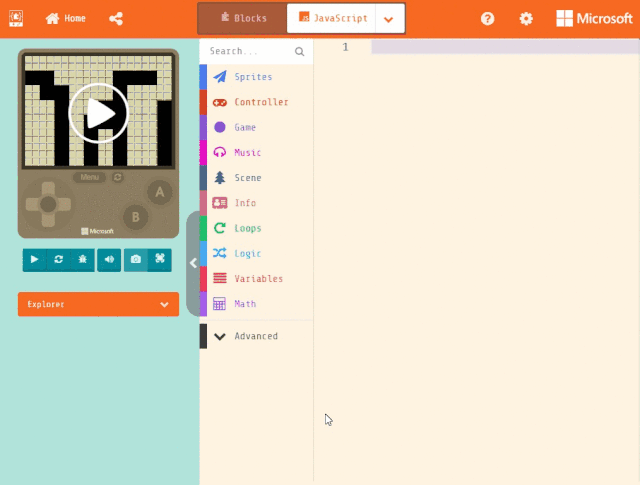 Home
Blocks
JavaScript
Microsoft
Search...
1
Sprites
Controller
Game
Music
Scene
Info
Loops
Logic
Variables
Math
Advanced
Menu
A
B
Microsoft
Explorer